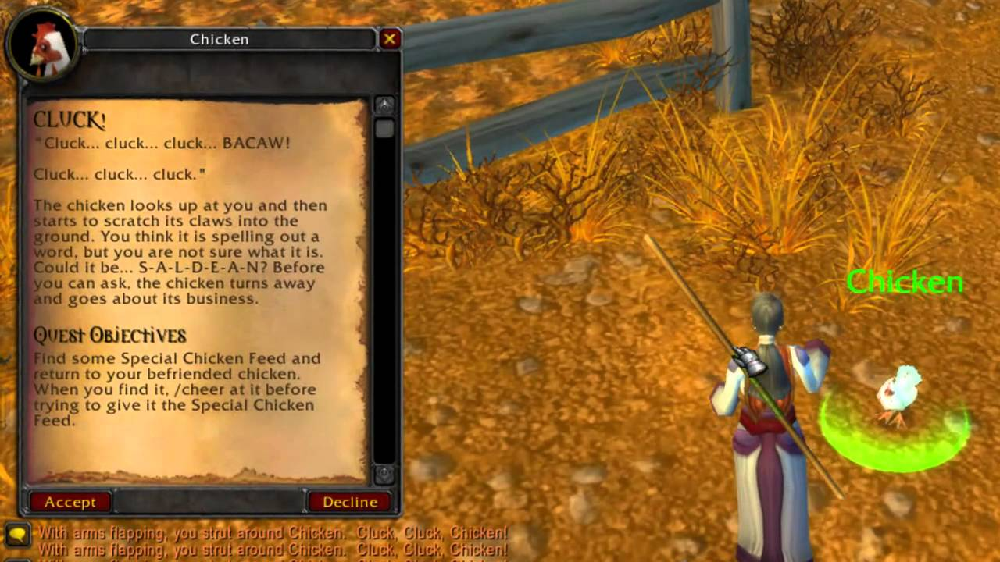 Chicken
CLUCK!
"Cluck... cluck... cluck... BACAW!
Cluck... cluck... cluck."
The chicken looks up at you and then
starts to scratch its claws into the
ground. You think it is spelling out a
word, but you are not sure what it is.
Could it be... S-A-L-D-E-A-N? Before
you can ask, the chicken turns away
and goes about its business.
Quest Objectives
Find some Special Chicken Feed and
return to your befriended chicken.
When you find it, /cheer at it before
trying to give it the Special Chicken
Feed.
Accept
Decline
Chicken
With arms flapping, you strut around Chicken. Cluck, Cluck, Chicken!
With arms flapping, you strut around Chicken. Cluck, Cluck, Chicken!